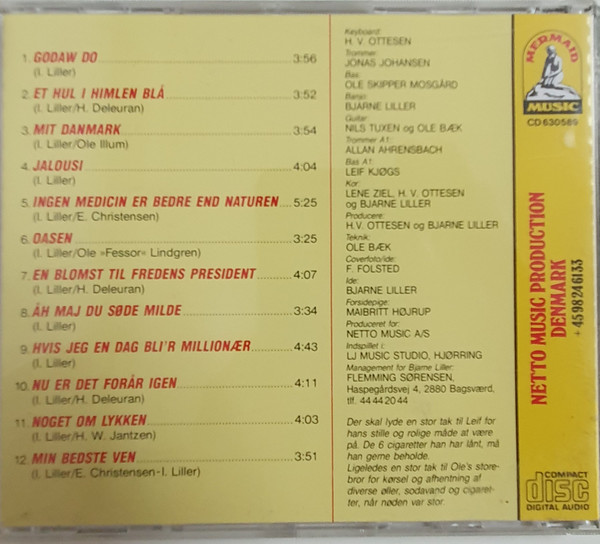 1. GODAW DO 3:56
(I. Liller)
2. ET HUL I HIMLEN BLÅ 3:52
(I. Liller/H. Deleuran)
3. MIT DANMARK 3:54
(I. Liller/Ole Illum)
4. JALOUSI 4:04
(I. Liller)
5. INGEN MEDICIN ER BEDRE END NATUREN 5:25
(I. Liller/E. Christensen)
6. OASEN 3:25
(I. Liller/Ole »Fessor« Lindgren)
7. EN BLOMST TIL FREDENS PRESIDENT 4:07
(I. Liller/H. Deleuran)
8. ÅH MAJ DU SØDE MILDE 3:34
(I. Liller)
9. HVIS JEG EN DAG BLI'R MILLIONÆR 4:43
(I. Liller)
10. NU ER DET FORÅR IGEN 4:11
(I. Liller/H. Deleuran)
11. NOGET OM LYKKEN 4:03
(I. Liller/H. W. Jantzen)
12. MIN BEDSTE VEN 3:51
(I. Liller/E. Christensen-I. Liller)
Keyboard:
H. V. OTTESEN
Trommer:
JONAS JOHANSEN
Bas:
OLE SKIPPER MOSGÅRD
Banjo:
BJARNE LILLER
Guitar:
NILS TUXEN og OLE BÆK
Trommer A1:
ALLAN AHRENSBACH
Bas A1:
LEIF KJØGS
Kor:
LENE ZIEL, H. V. OTTESEN
og BJARNE LILLER
Producere:
H.V. OTTESEN og BJARNE LILLER
Teknik:
OLE BÆK
Coverfoto/ide:
F. FOLSTED
Ide:
BJARNE LILLER
Forsidepige:
MAIBRITT HØJRUP
Produceret for:
NETTO MUSIC A/S
Indspillet i:
LJ MUSIC STUDIO, HJØRRING
Management for Bjarne Liller:
FLEMMING SØRENSEN,
Haspegårdsvej 4, 2880 Bagsværd,
tlf. 44 44 20 44
Der skal lyde en stor tak til Leif for
hans stille og rolige måde at være
på. De 6 cigaretter han har lånt, må
han gerne beholde.
Ligeledes en stor tak til Ole's store-
bror for kørsel og afhentning af
diverse øller, sodavand og cigaret-
ter, når nøden var stor.
MERMAID
MUSIC
CD 630589
NETTO MUSIC PRODUCTION
DENMARK
+ 45 98 24 61 33
COMPACT
disc
DIGITAL AUDIO